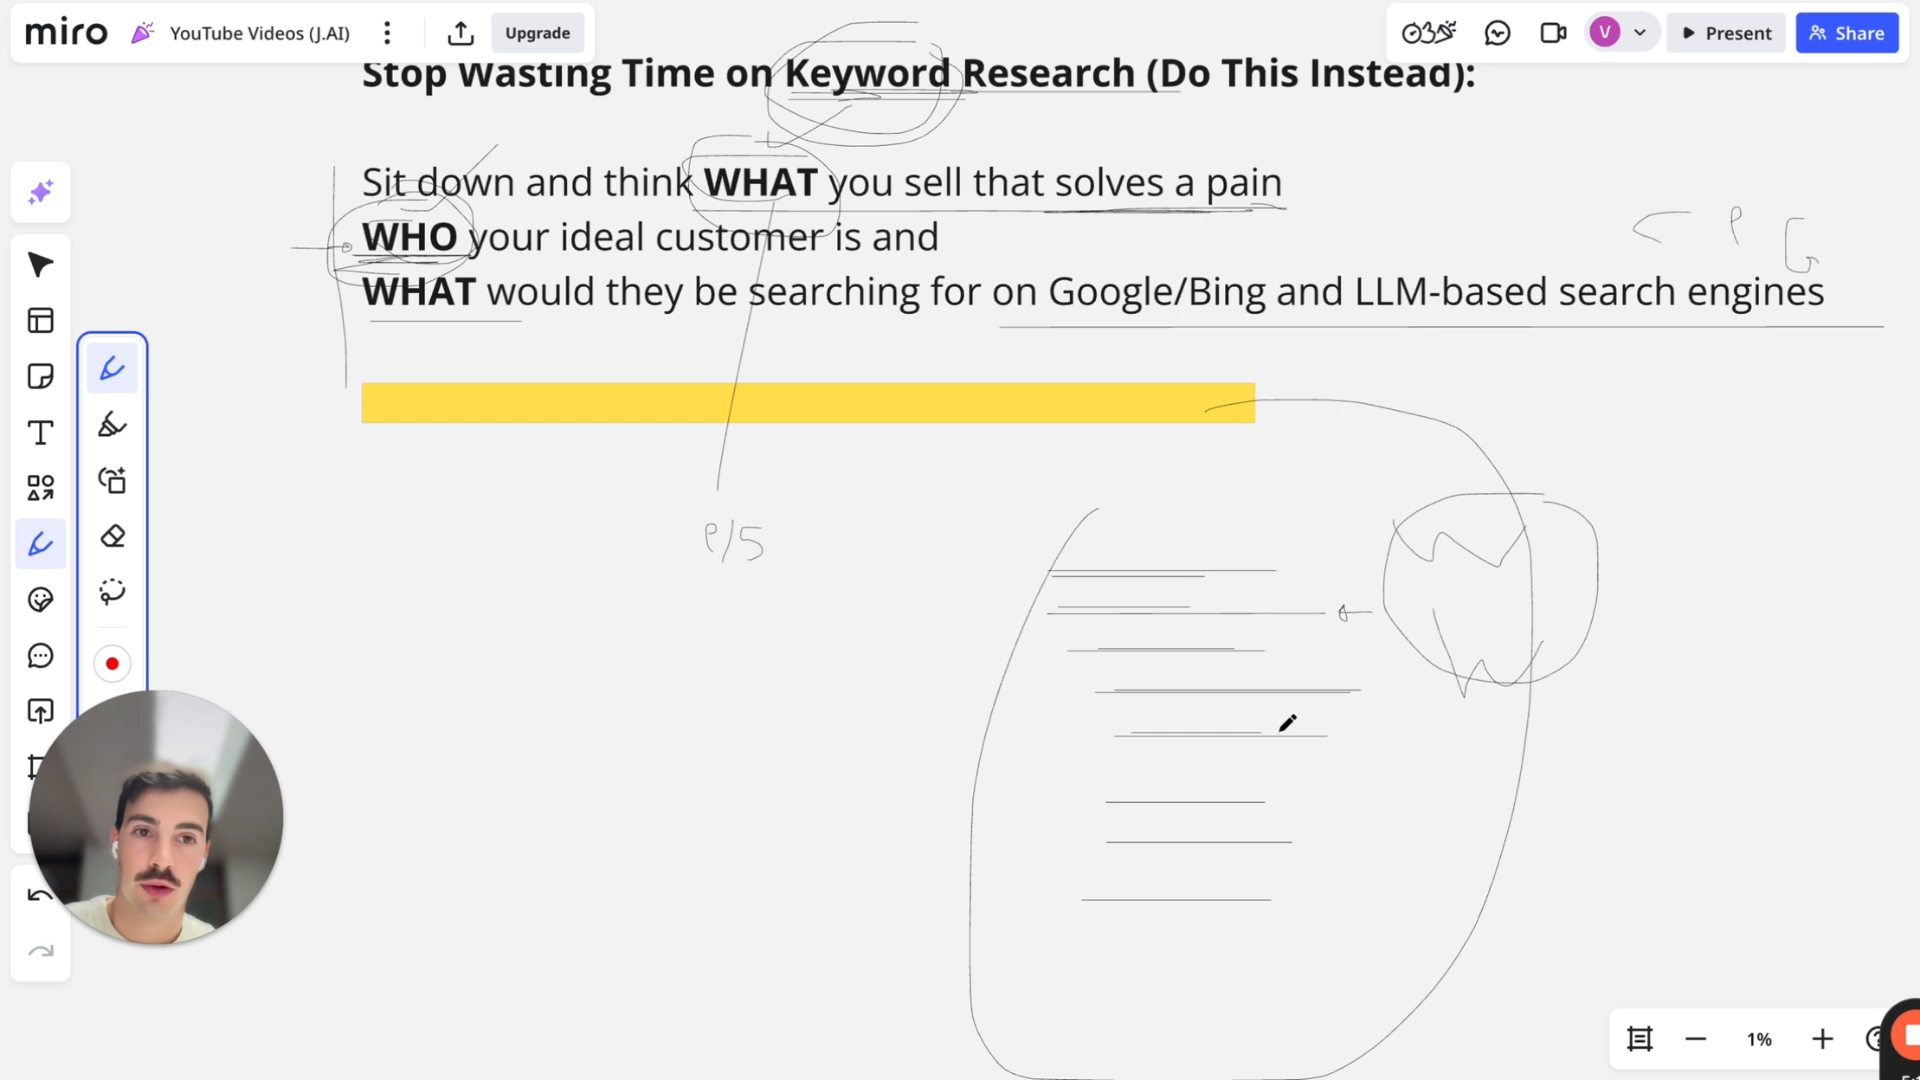 miro YouTube Videos (J.AI) Upgrade
V Present Share
Stop Wasting Time on Keyword Research (Do This Instead):
Sit down and think WHAT you sell that solves a pain
WHO your ideal customer is and
WHAT would they be searching for on Google/Bing and LLM-based search engines
P/S
1%